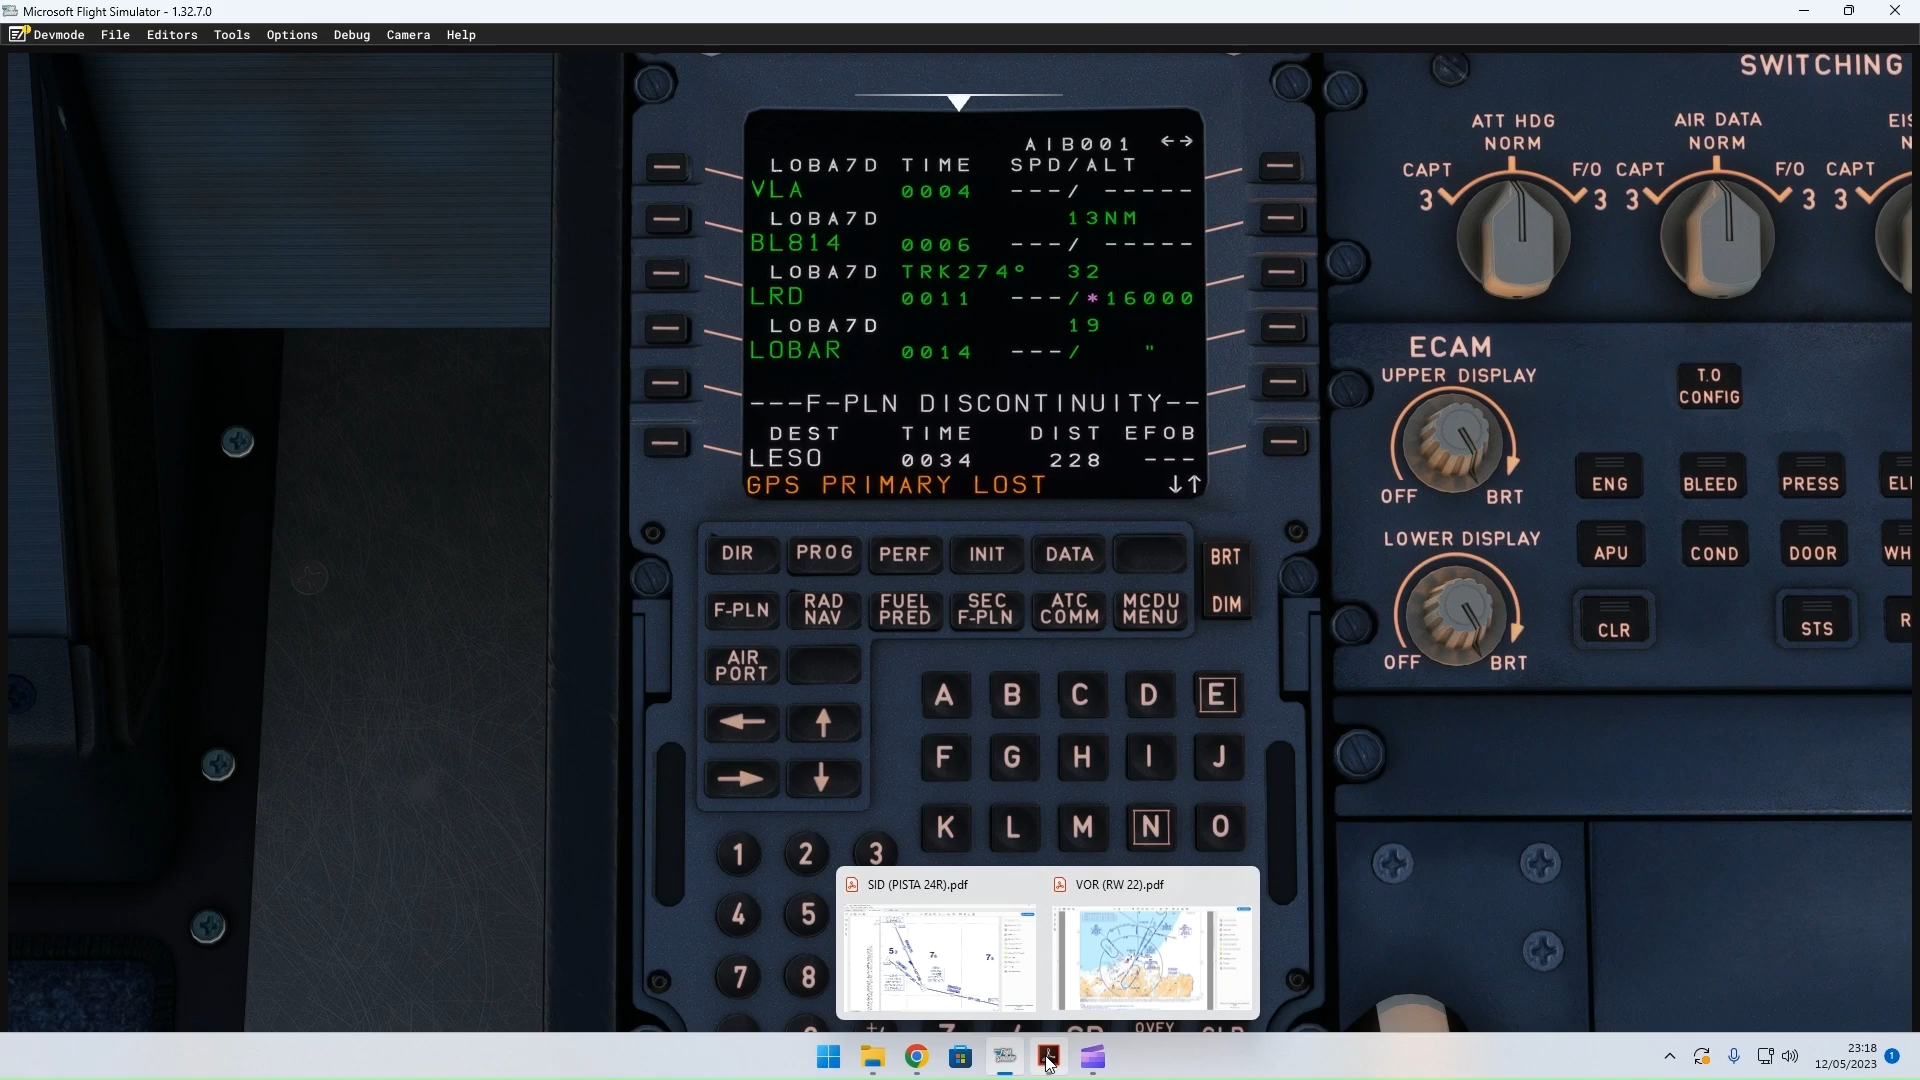 Microsoft Flight Simulator - 1.32.7.0
Devmode File Editors Tools Options Debug Camera Help
SWITCHING
ATT HDG
NORM
CAPT 3 F/O 3
AIR DATA
NORM
CAPT 3 F/O 3
CAPT 3
AIB001 ←→
LOBA7D TIME SPD/ALT
VLA 0004 ---/ -----
LOBA7D 13NM
BL814 0006 ---/ -----
LOBA7D TRK274° 32
LRD 0011 ---/*16000
LOBA7D 19
LOBAR 0014 ---/ "
---F-PLN DISCONTINUITY--
DEST TIME DIST EFOB
LESO 0034 228 ---
GPS PRIMARY LOST ↓↑
ECAM
UPPER DISPLAY
OFF BRT
T.O
CONFIG
ENG BLEED PRESS
LOWER DISPLAY
OFF BRT
APU COND DOOR
CLR STS
DIR PROG PERF INIT DATA
BRT
DIM
F-PLN RAD NAV FUEL PRED SEC F-PLN ATC COMM MCDU MENU
AIR PORT
← ↑
→ ↓
A B C D E
F G H I J
K L M N O
1 2 3
4 5
7 8
SID (PISTA 24R).pdf VOR (RW 22).pdf
OVFY
23:18
12/05/2023
1